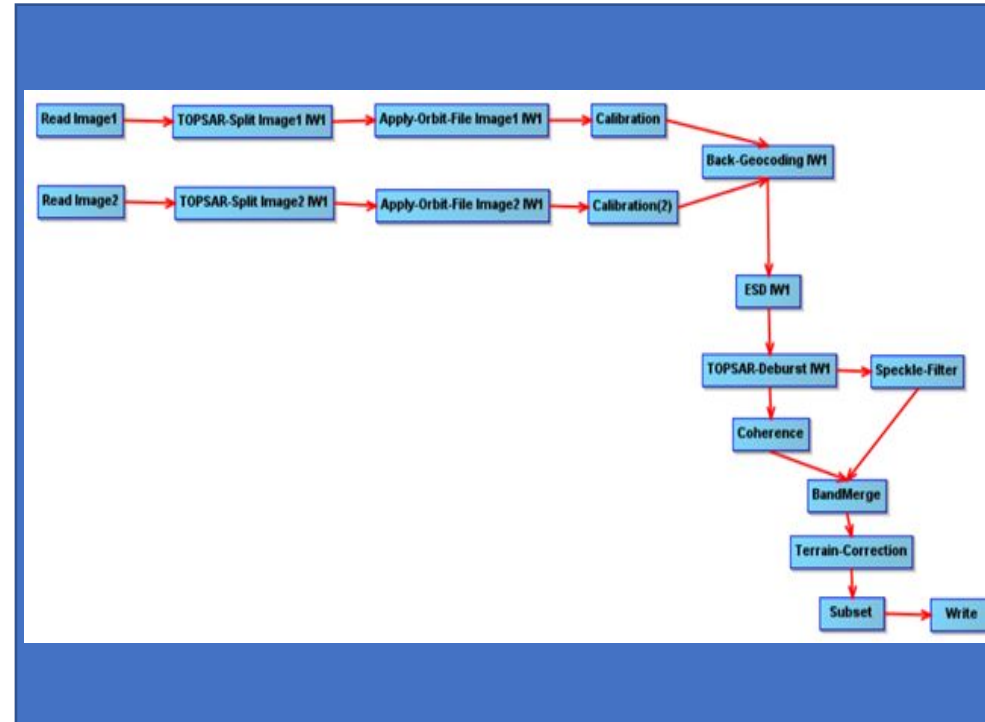 Read Image1
TOPSAR-Split Image1 IW1
Apply-Orbit-File Image1 IW1
Calibration
Back-Geocoding IW1
Read Image2
TOPSAR-Split Image2 IW1
Apply-Orbit-File Image2 IW1
Calibration(2)
ESD IW1
TOPSAR-Deburst IW1
Speckle-Filter
Coherence
BandMerge
Terrain-Correction
Subset
Write